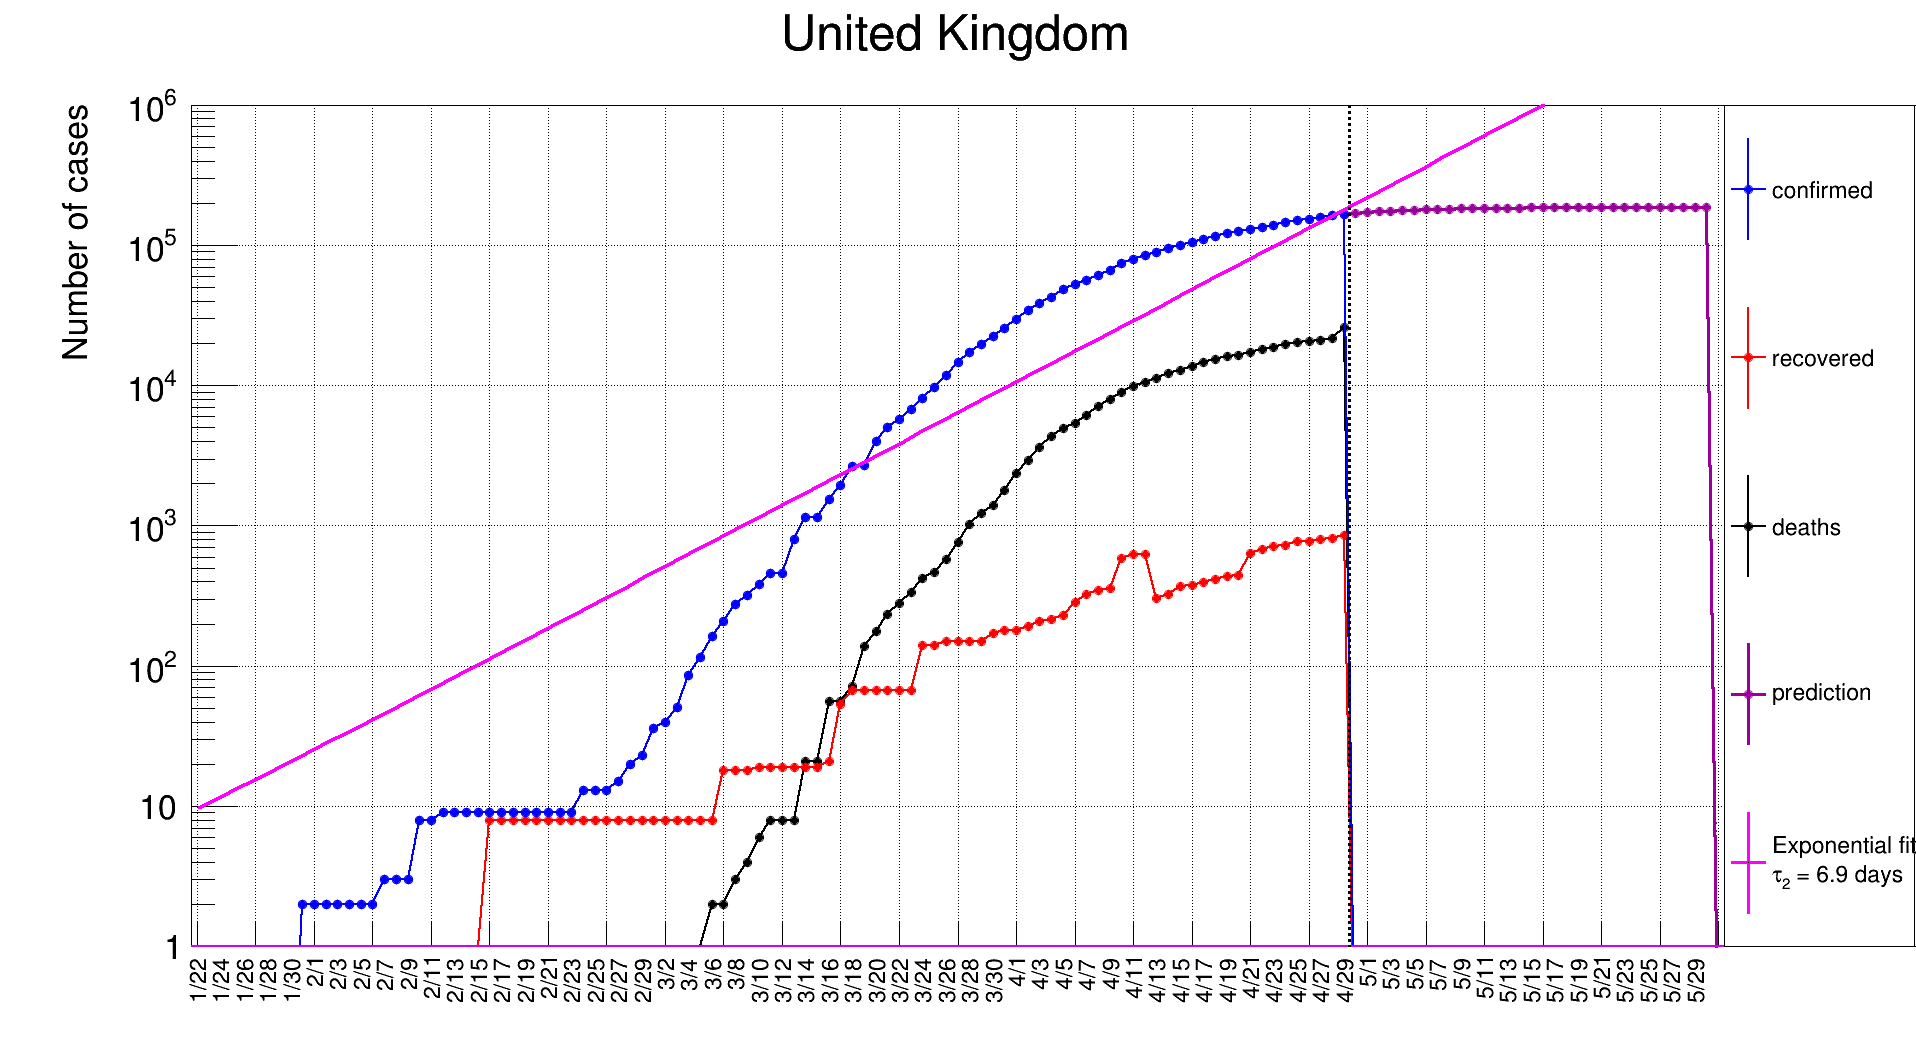 United Kingdom
Number of cases
10^6
10^5
10^4
10^3
10^2
10
1
1/22 1/24 1/26 1/28 1/30 2/1 2/3 2/5 2/7 2/9 2/11 2/13 2/15 2/17 2/19 2/21 2/23 2/25 2/27 2/29 3/2 3/4 3/6 3/8 3/10 3/12 3/14 3/16 3/18 3/20 3/22 3/24 3/26 3/28 3/30 4/1 4/3 4/5 4/7 4/9 4/11 4/13 4/15 4/17 4/19 4/21 4/23 4/25 4/27 4/29 5/1 5/3 5/5 5/7 5/9 5/11 5/13 5/15 5/17 5/19 5/21 5/23 5/25 5/27 5/29
confirmed
recovered
deaths
prediction
Exponential fit
τ₂ = 6.9 days